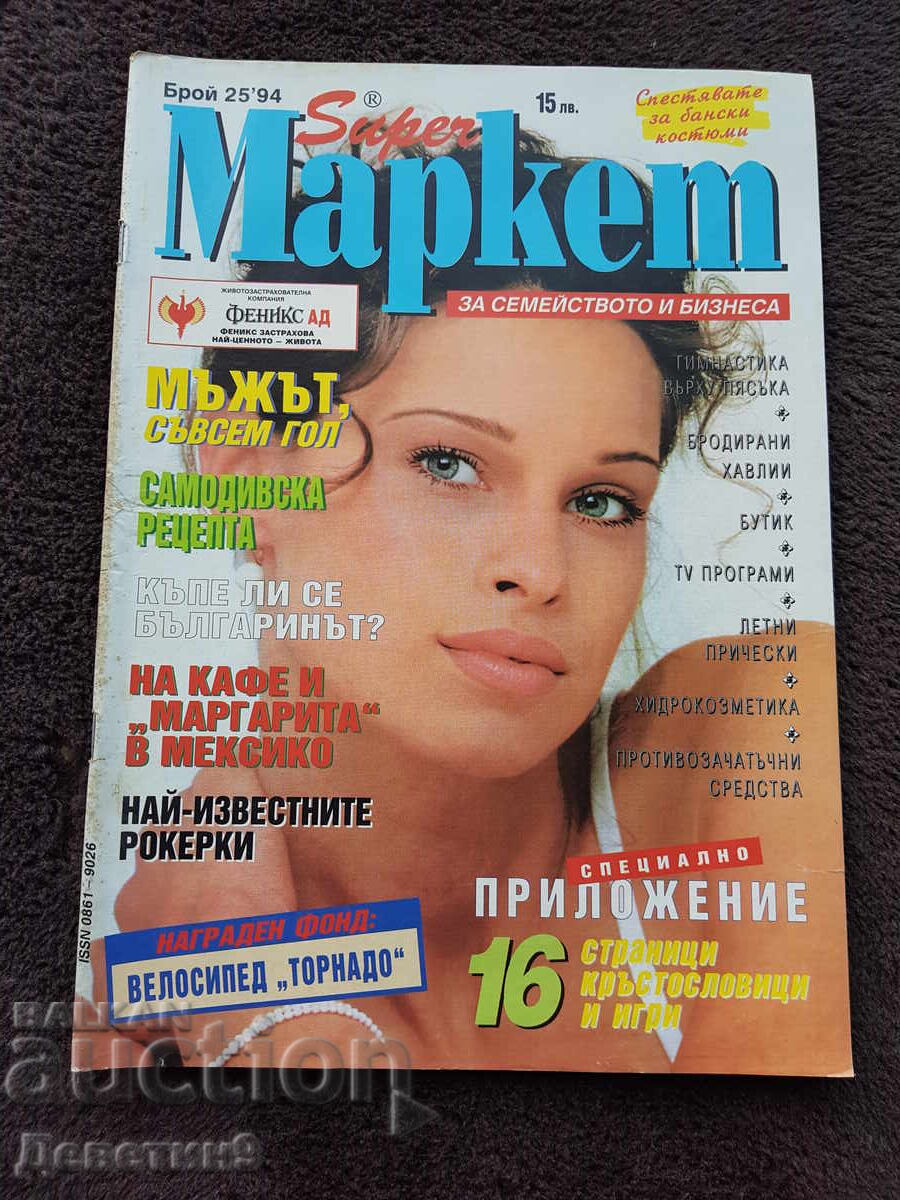 Брой 25'94
Super ®
15 лв.
Спестявате
за бански
костюми
Маркет
ЗА СЕМЕЙСТВОТО И БИЗНЕСА
ЖИВОТОЗАСТРАХОВАТЕЛНА
КОМПАНИЯ
ФЕНИКС АД
ФЕНИКС ЗАСТРАХОВА
НАЙ-ЦЕННОТО – ЖИВОТА
МЪЖЪТ,
СЪВСЕМ ГОЛ
САМОДИВСКА
РЕЦЕПТА
КЪПЕ ЛИ СЕ
БЪЛГАРИНЪТ?
НА КАФЕ И
„МАРГАРИТА“
В МЕКСИКО
НАЙ-ИЗВЕСТНИТЕ
РОКЕРКИ
ГИМНАСТИКА
ВЪРХУ ПЯСЪКА
БРОДИРАНИ
ХАВЛИИ
БУТИК
TV ПРОГРАМИ
ЛЕТНИ
ПРИЧЕСКИ
ХИДРОКОЗМЕТИКА
ПРОТИВОЗАЧАТЪЧНИ
СРЕДСТВА
СПЕЦИАЛНО
ПРИЛОЖЕНИЕ
16 страници
кръстословици
и игри
НАГРАДЕН ФОНД:
ВЕЛОСИПЕД „ТОРНАДО“
ISSN 0861 – 9026
BALKAN
auction
Деветин9